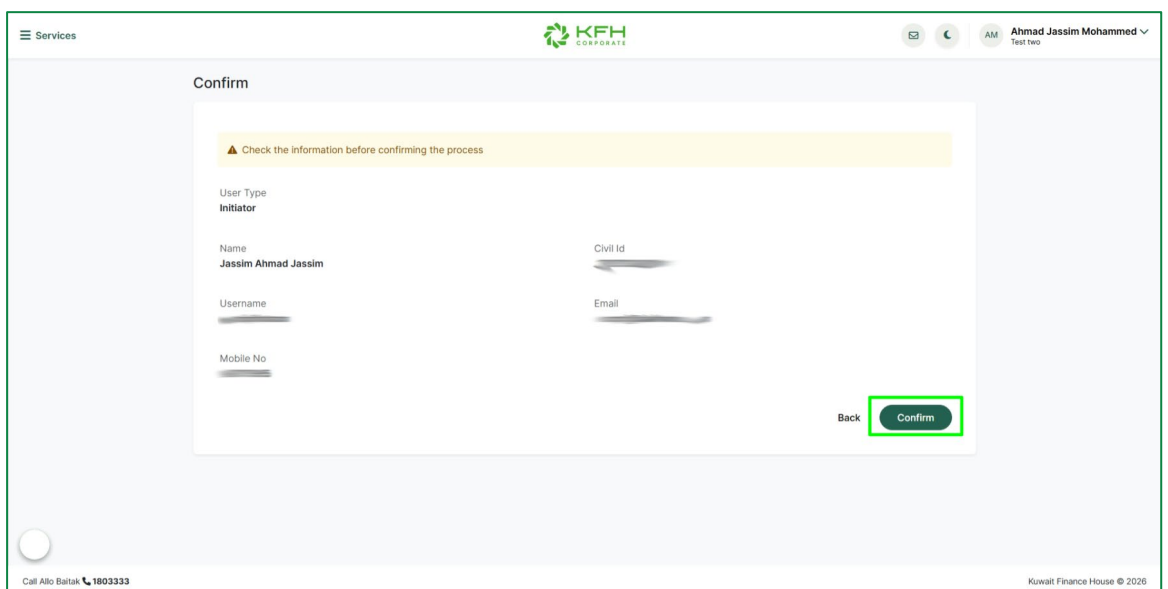 Services
KFH
CORPORATE
AM
Ahmad Jassim Mohammed
Test two
Confirm
Check the information before confirming the process
User Type
Initiator
Name
Civil Id
Jassim Ahmad Jassim
Username
Email
Mobile No
Back
Confirm
Call Allo Baitak 1803333
Kuwait Finance House © 2026